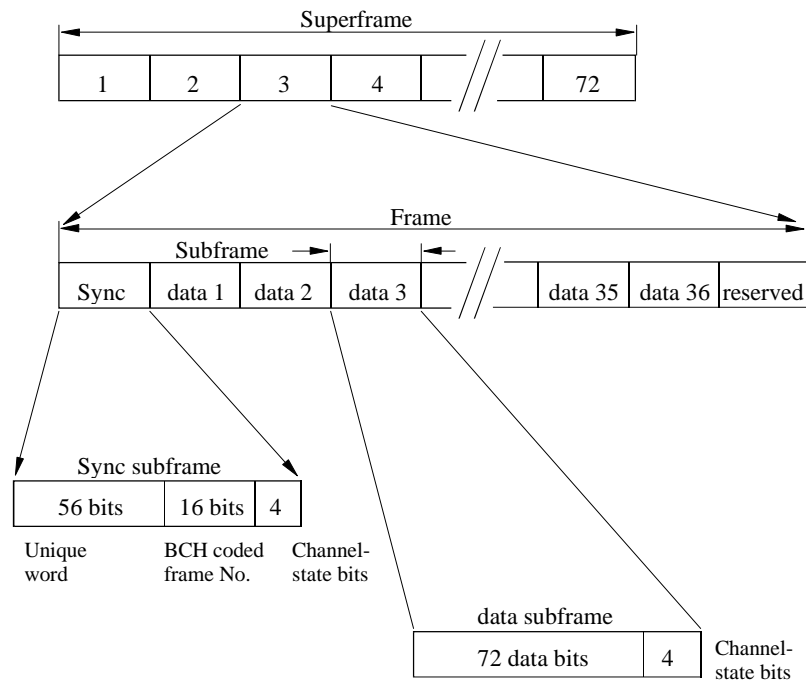 Superframe
1 2 3 4 72
Frame
Subframe
Sync data 1 data 2 data 3 data 35 data 36 reserved
Sync subframe
56 bits 16 bits 4
Unique word
BCH coded frame No.
Channel-state bits
data subframe
72 data bits 4
Channel-state bits